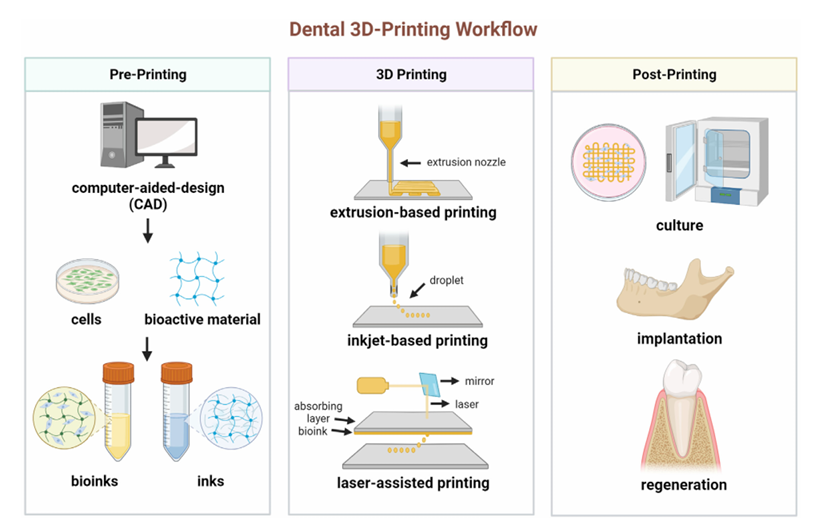 Dental 3D-Printing Workflow
Pre-Printing
computer-aided-design
(CAD)
cells
bioactive material
bioinks
inks
3D Printing
extrusion nozzle
extrusion-based printing
droplet
inkjet-based printing
mirror
laser
absorbing
layer
bioink
laser-assisted printing
Post-Printing
culture
implantation
regeneration